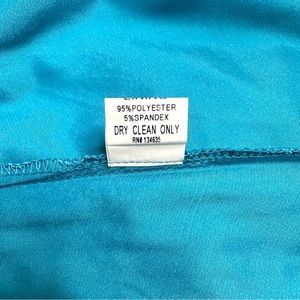 95%POLYESTER
5%SPANDEX
DRY CLEAN ONLY
RN# 134635